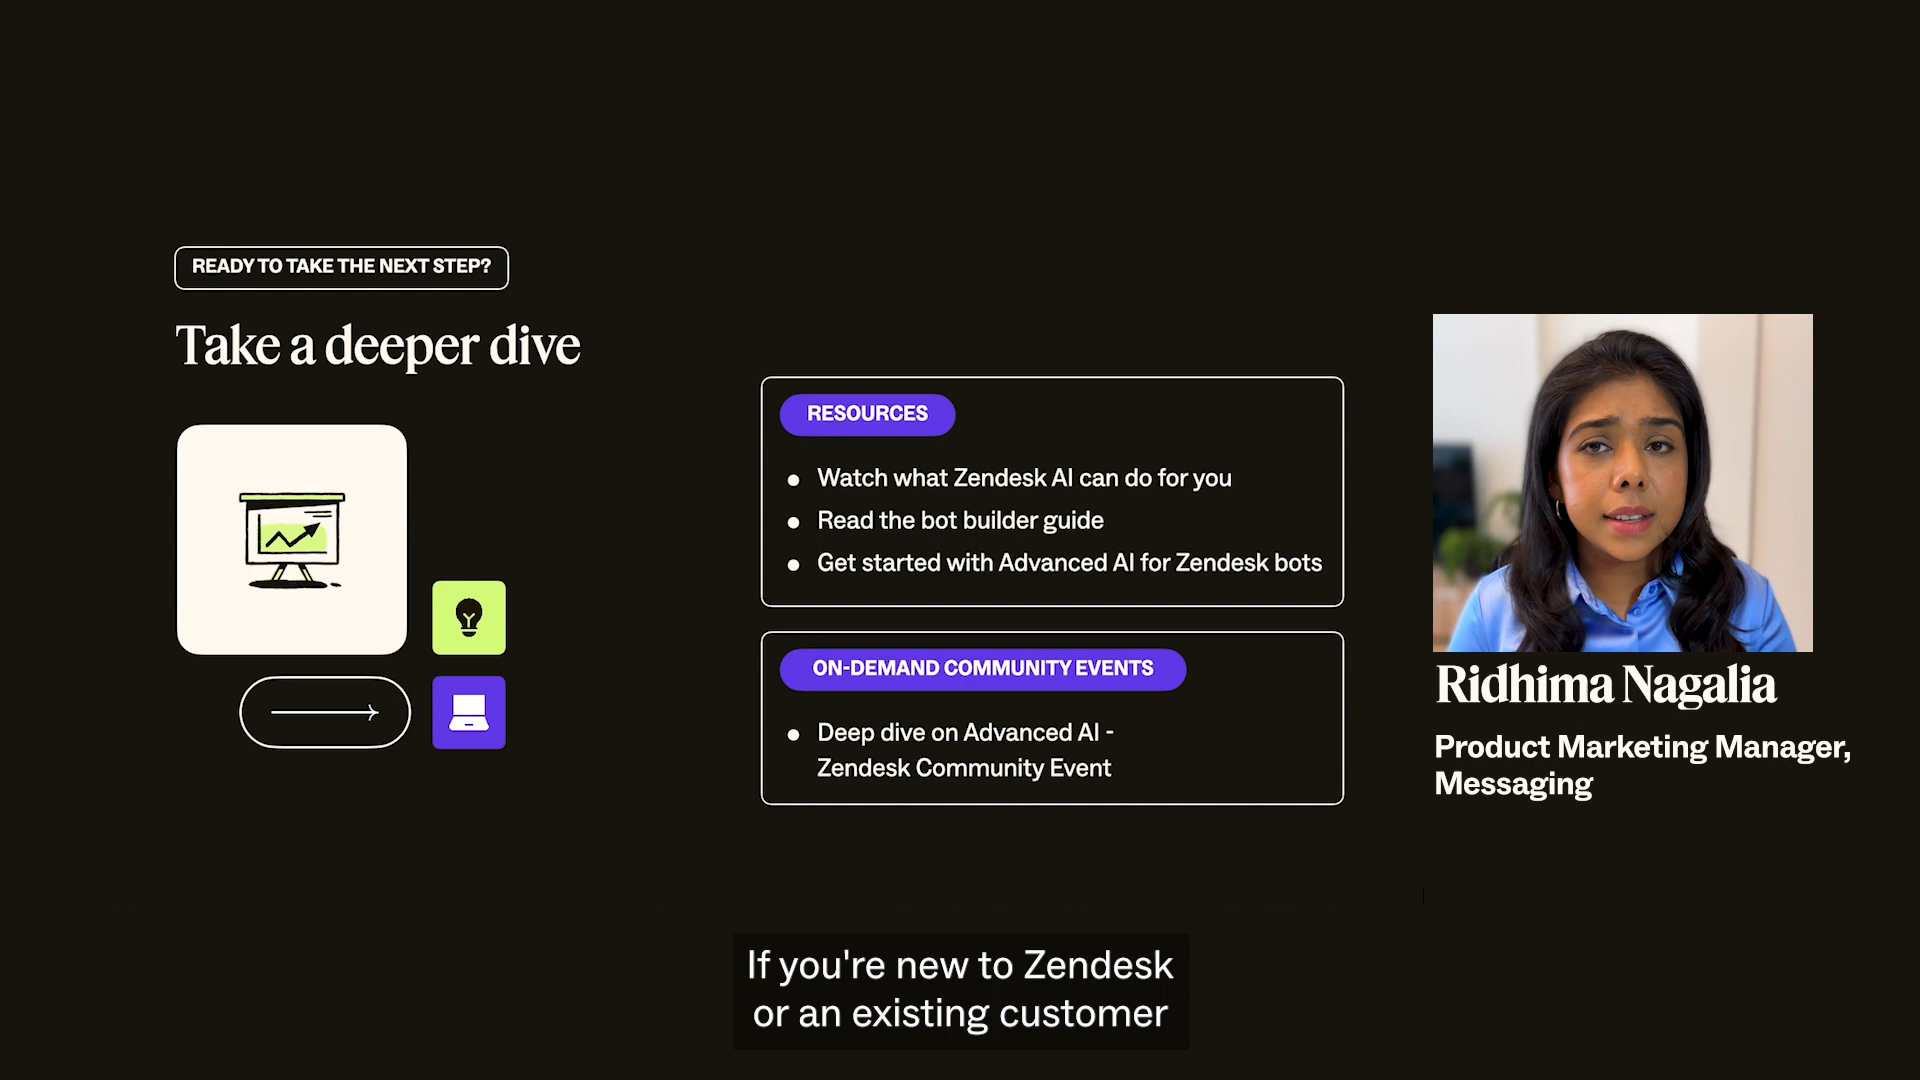 READY TO TAKE THE NEXT STEP?
Take a deeper dive
RESOURCES
Watch what Zendesk AI can do for you
Read the bot builder guide
Get started with Advanced AI for Zendesk bots
ON-DEMAND COMMUNITY EVENTS
Deep dive on Advanced AI -
Zendesk Community Event
Ridhima Nagalia
Product Marketing Manager,
Messaging
If you're new to Zendesk
or an existing customer